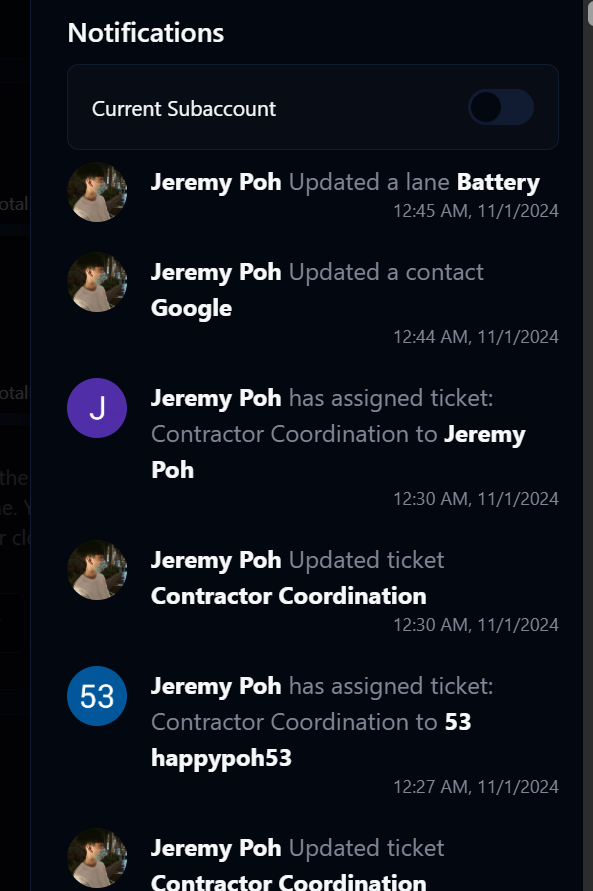 Notifications
Current Subaccount
Jeremy Poh Updated a lane Battery
12:45 AM, 11/1/2024
Jeremy Poh Updated a contact
Google
12:44 AM, 11/1/2024
J
Jeremy Poh has assigned ticket:
Contractor Coordination to Jeremy
Poh
12:30 AM, 11/1/2024
Jeremy Poh Updated ticket
Contractor Coordination
12:30 AM, 11/1/2024
53
Jeremy Poh has assigned ticket:
Contractor Coordination to 53
happypoh53
12:27 AM, 11/1/2024
Jeremy Poh Updated ticket
Contractor Coordination
otal
otal
the